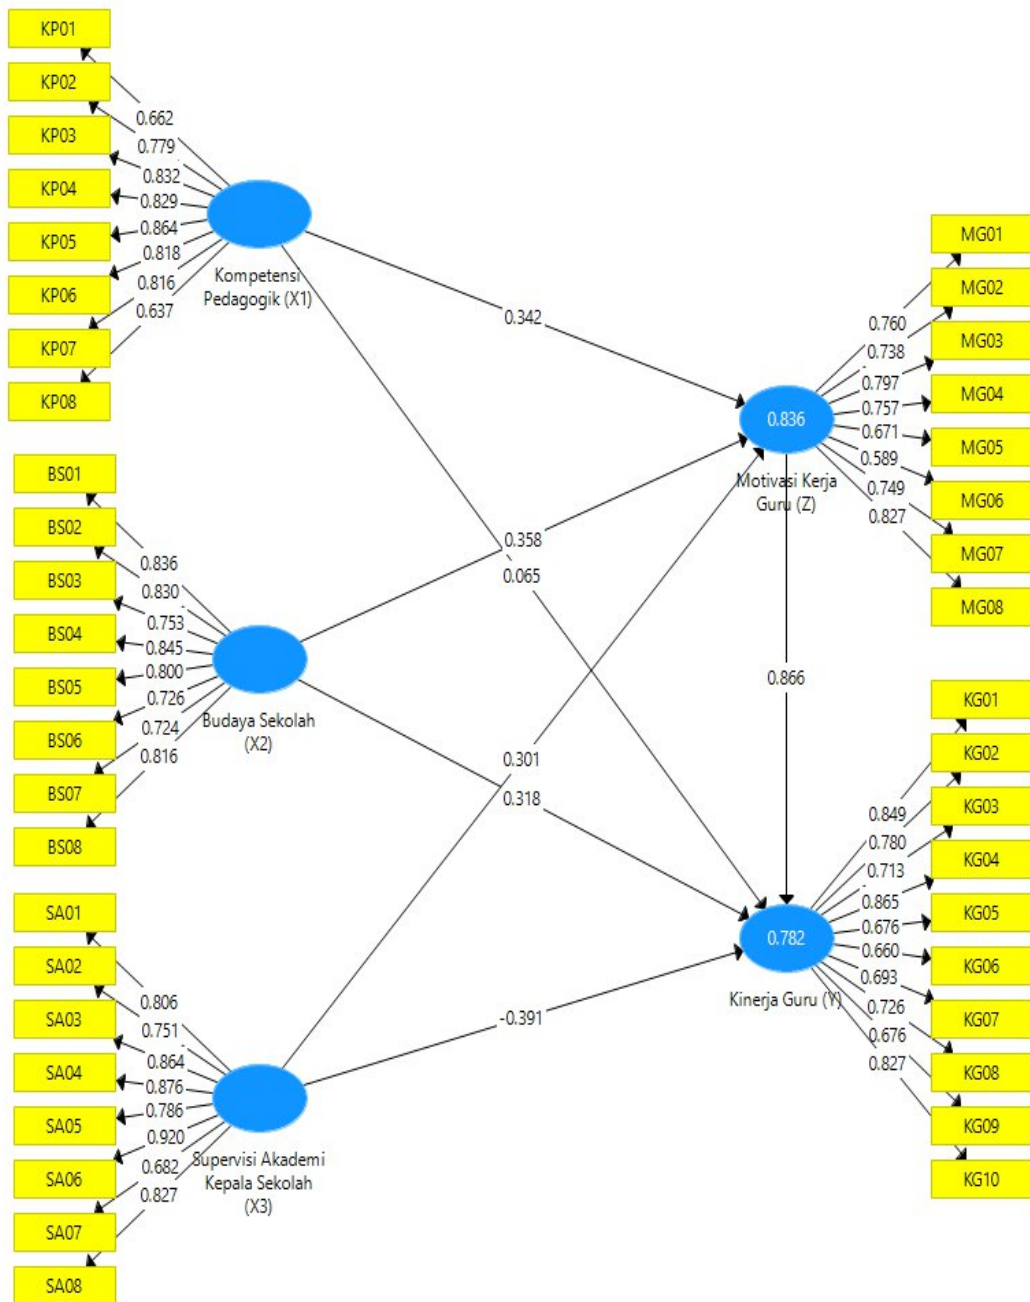 KP01
KP02
KP03
KP04
KP05
KP06
KP07
KP08
0.662
0.779
0.832
0.829
0.864
0.818
0.816
0.637
Kompetensi
Pedagogik (X1)
BS01
BS02
BS03
BS04
BS05
BS06
BS07
BS08
0.836
0.830
0.753
0.845
0.800
0.726
0.724
0.816
Budaya Sekolah
(X2)
SA01
SA02
SA03
SA04
SA05
SA06
SA07
SA08
0.806
0.751
0.864
0.876
0.786
0.920
0.682
0.827
Supervisi Akademi
Kepala Sekolah
(X3)
0.342
0.358
0.065
0.301
0.318
-0.391
0.866
0.836
Motivasi Kerja
Guru (Z)
0.760
0.738
0.797
0.757
0.671
0.589
0.749
0.827
MG01
MG02
MG03
MG04
MG05
MG06
MG07
MG08
0.782
Kinerja Guru (Y)
0.849
0.780
0.713
0.865
0.676
0.660
0.693
0.726
0.676
0.827
KG01
KG02
KG03
KG04
KG05
KG06
KG07
KG08
KG09
KG10